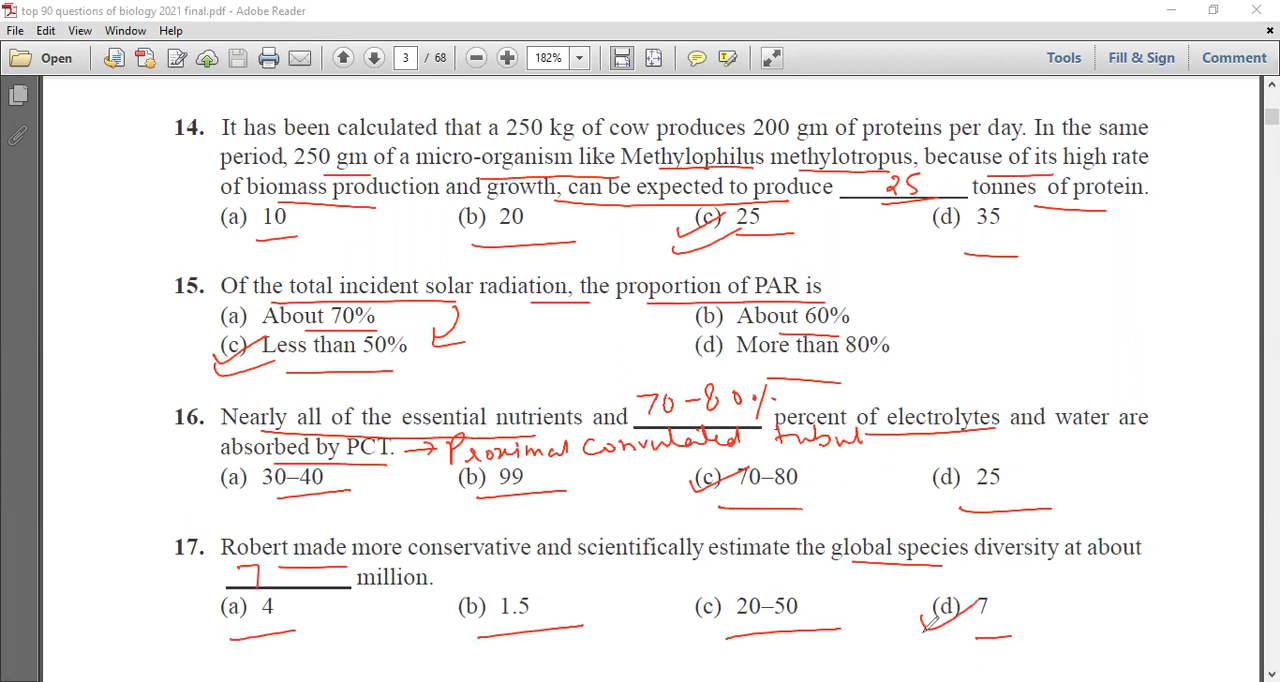 top 90 questions of biology 2021 final.pdf - Adobe Reader
File Edit View Window Help
Open 3 / 68 182% Tools Fill & Sign Comment
14. It has been calculated that a 250 kg of cow produces 200 gm of proteins per day. In the same
period, 250 gm of a micro-organism like Methylophilus methylotropus, because of its high rate
of biomass production and growth, can be expected to produce 25 tonnes of protein.
(a) 10 (b) 20 (c) 25 (d) 35
15. Of the total incident solar radiation, the proportion of PAR is
(a) About 70% (b) About 60%
(c) Less than 50% (d) More than 80%
16. Nearly all of the essential nutrients and 70-80% percent of electrolytes and water are
absorbed by PCT. → Proximal convulated tubul
(a) 30–40 (b) 99 (c) 70–80 (d) 25
17. Robert made more conservative and scientifically estimate the global species diversity at about
7 million.
(a) 4 (b) 1.5 (c) 20–50 (d) 7